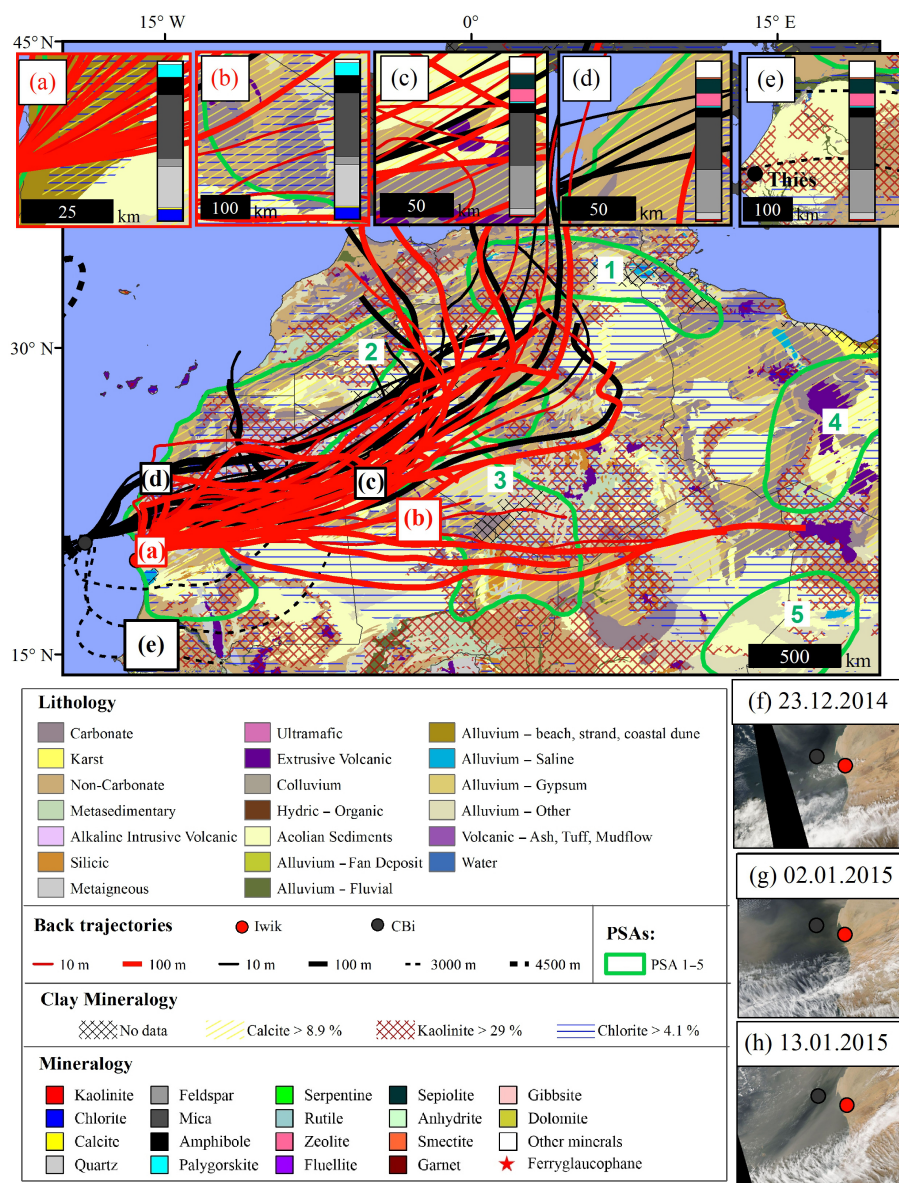 15° W 0° 15° E
45° N
(a) (b) (c) (d) (e)
Thiès
25 km 100 km 50 km 50 km 100 km
1
30° N
2
4
(d) (c) 3
(b)
(a)
5
(e)
15° N
500 km
Lithology
Carbonate Ultramafic Alluvium – beach, strand, coastal dune
Karst Extrusive Volcanic Alluvium – Saline
Non-Carbonate Colluvium Alluvium – Gypsum
Metasedimentary Hydric – Organic Alluvium – Other
Alkaline Intrusive Volcanic Aeolian Sediments Volcanic – Ash, Tuff, Mudflow
Silicic Alluvium – Fan Deposit Water
Metaigneous Alluvium – Fluvial
Back trajectories Iwik CBi PSAs:
10 m 100 m 10 m 100 m 3000 m 4500 m PSA 1–5
Clay Mineralogy
No data Calcite > 8.9 % Kaolinite > 29 % Chlorite > 4.1 %
Mineralogy
Kaolinite Feldspar Serpentine Sepiolite Gibbsite
Chlorite Mica Rutile Anhydrite Dolomite
Calcite Amphibole Zeolite Smectite Other minerals
Quartz Palygorskite Fluellite Garnet Ferryglaucophane
(f) 23.12.2014
(g) 02.01.2015
(h) 13.01.2015